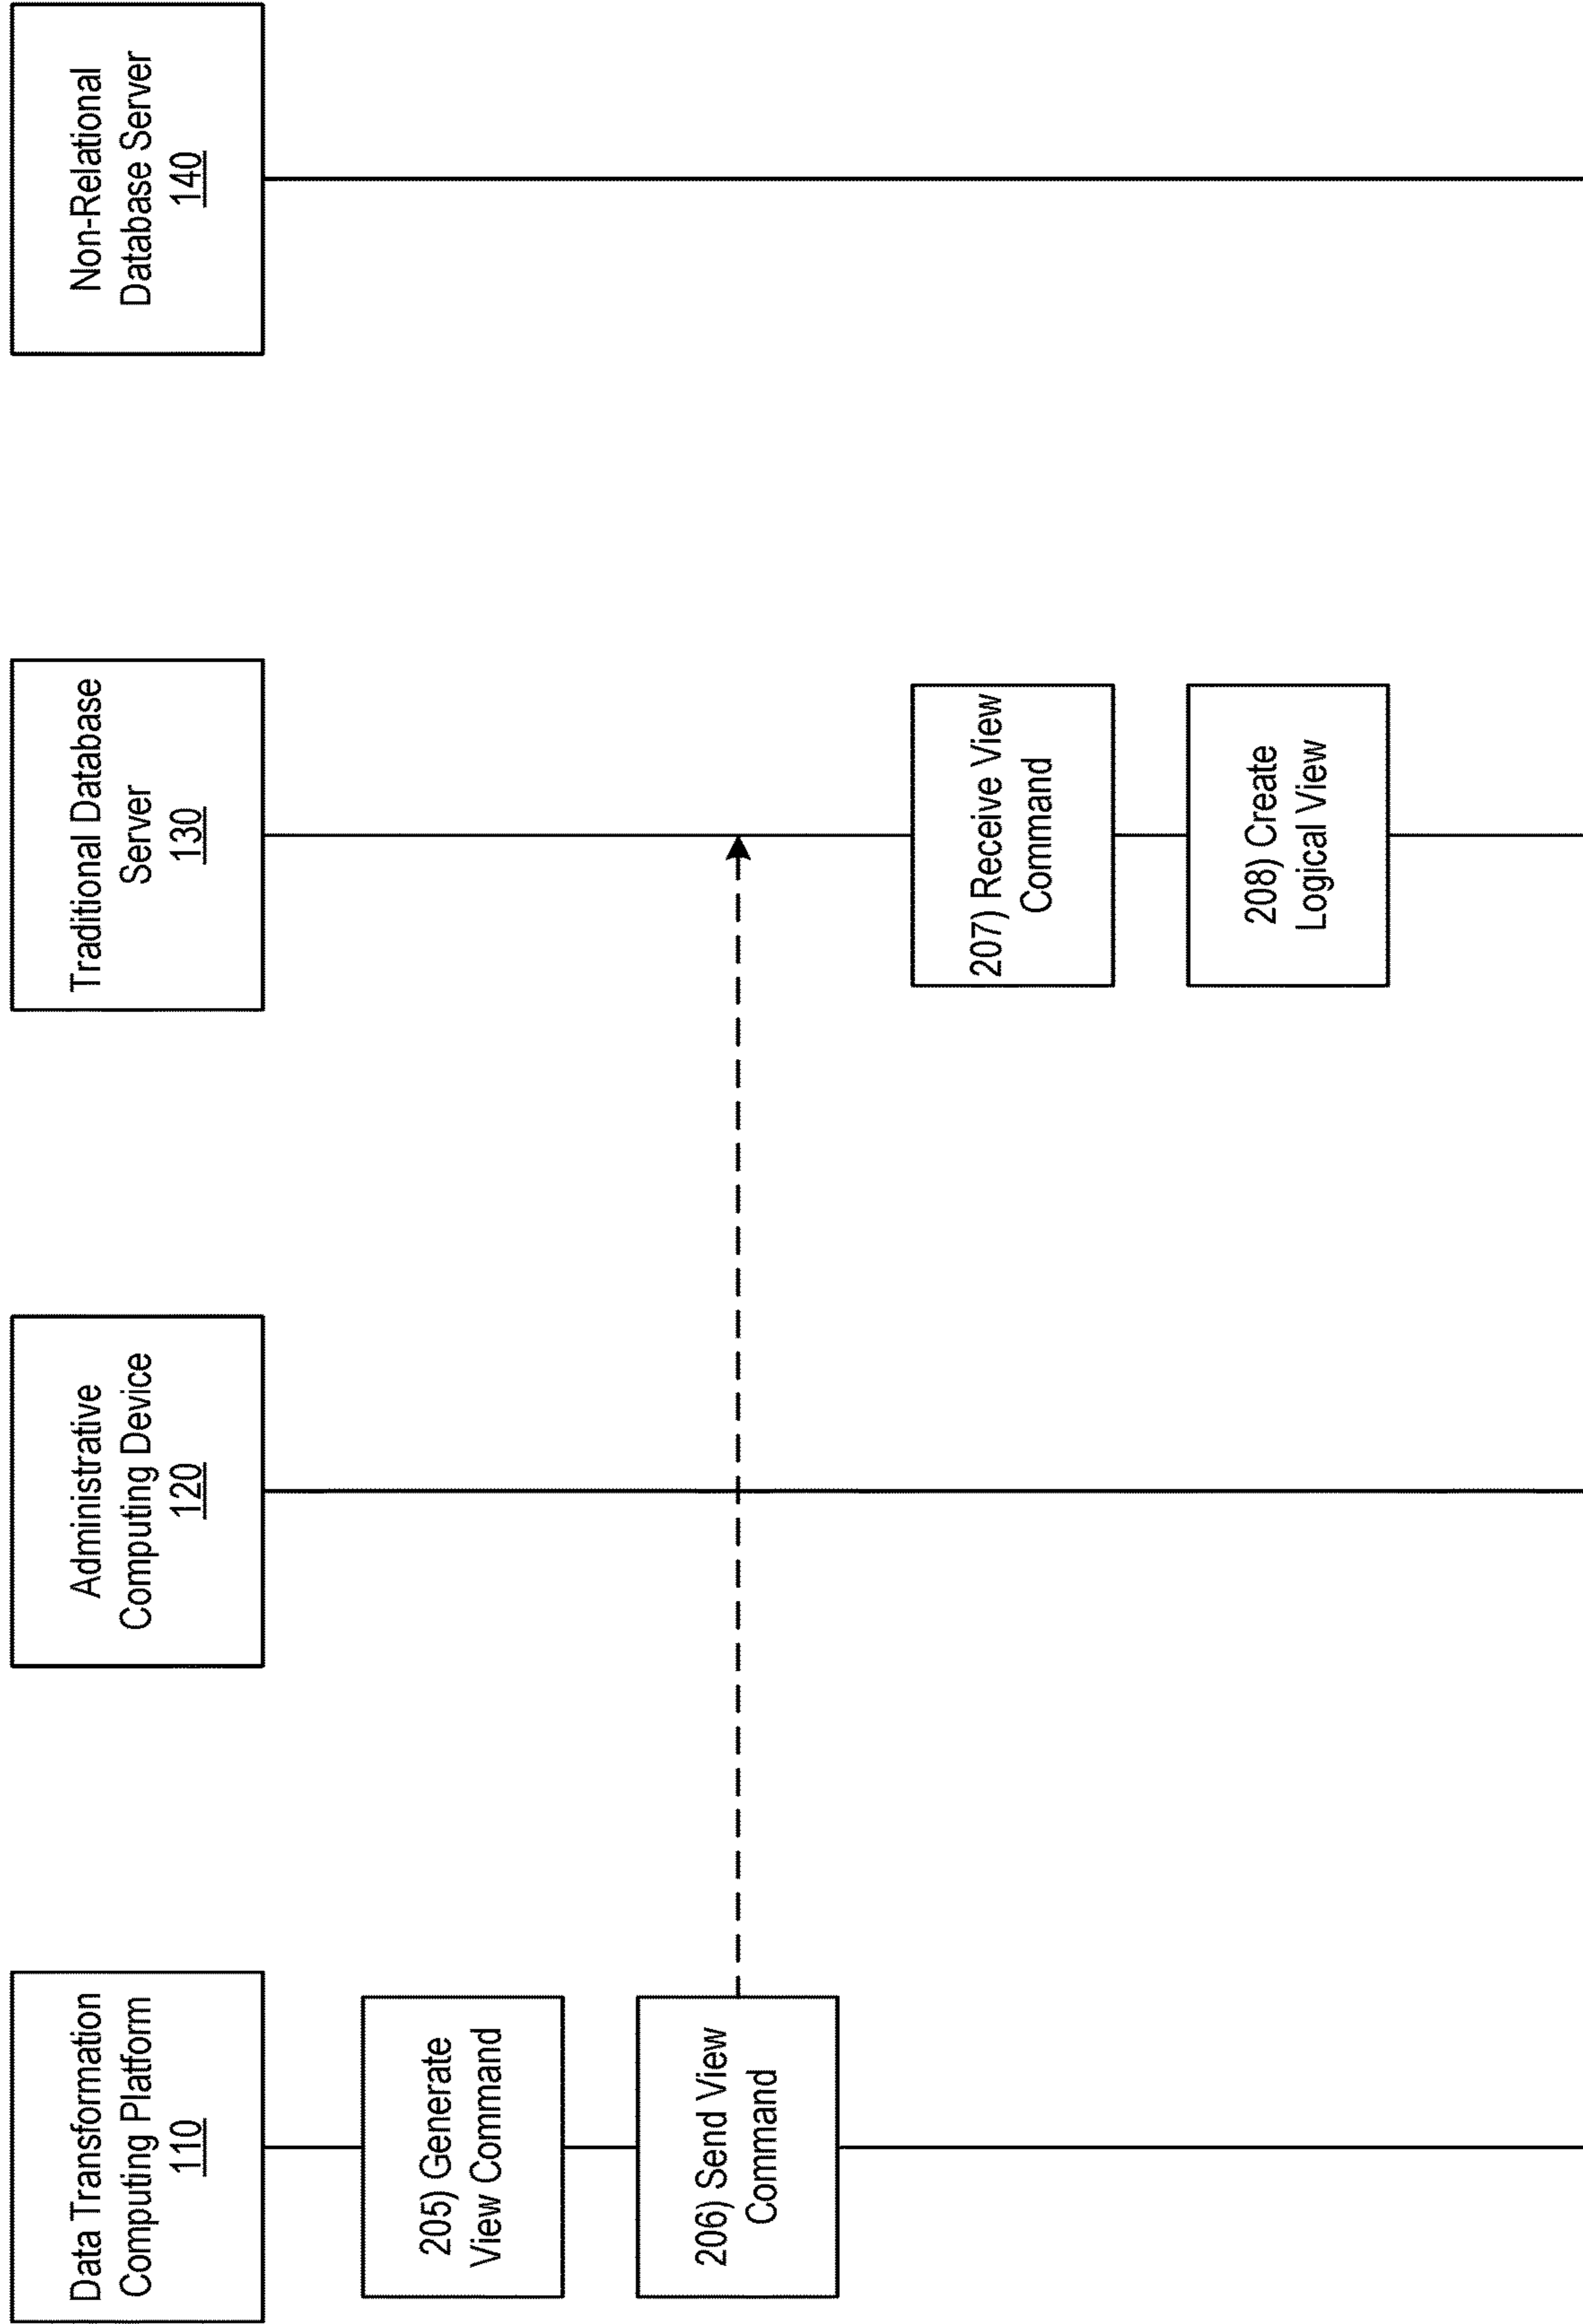 Data Transformation
Computing Platform
110
Administrative
Computing Device
120
Traditional Database
Server
130
Non-Relational
Database Server
140
205) Generate
View Command
206) Send View
Command
207) Receive View
Command
208) Create
Logical View